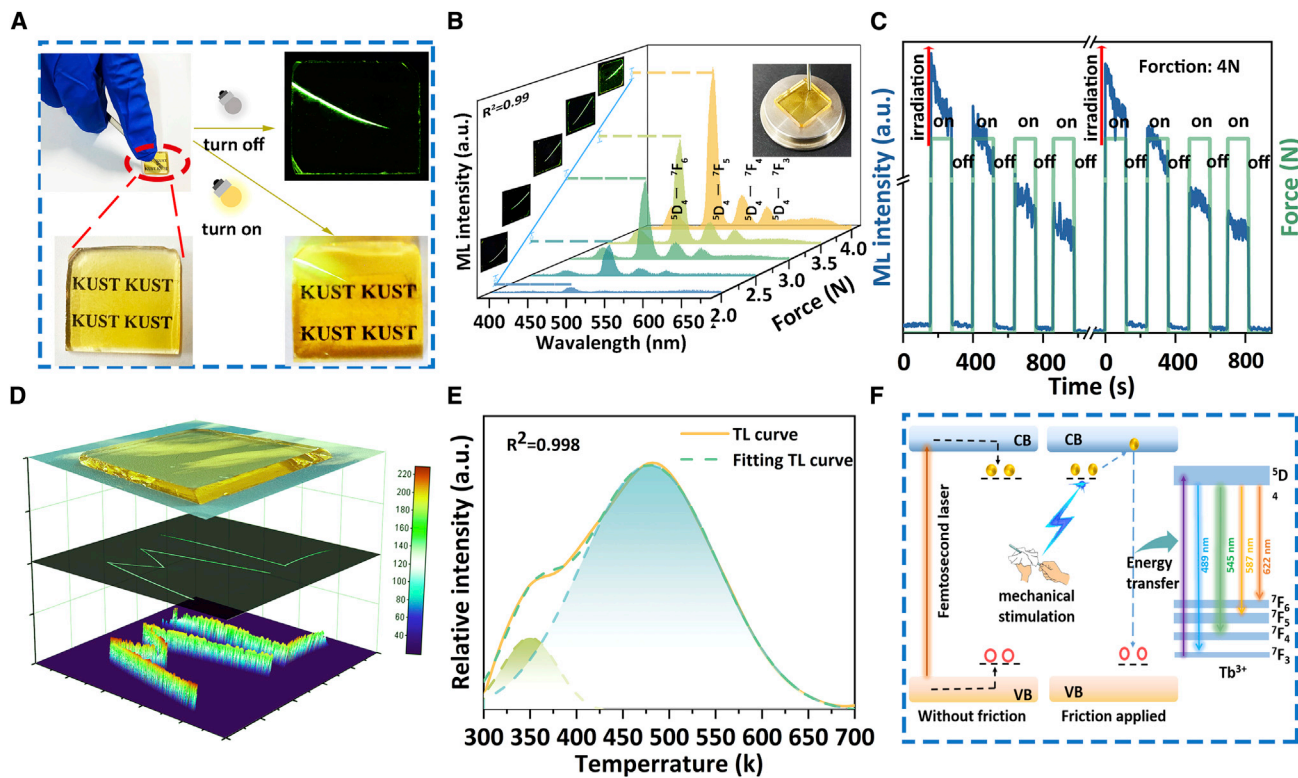 A
turn off
turn on
KUST KUST
KUST KUST
KUST KUST
KUST KUST
B
R²=0.99
ML intensity (a.u.)
⁵D₄ — ⁷F₆
⁵D₄ — ⁷F₅
⁵D₄ — ⁷F₄
⁵D₄ — ⁷F₃
400 450 500 550 600 650
Wavelength (nm)
2.0 2.5 3.0 3.5 4.0
Force (N)
C
Forction: 4N
irradiation
irradiation
on on on on on on on
off off off off off off off
ML intensity (a.u.)
Force (N)
0 400 800 0 400 800
Time (s)
D
220
200
180
160
140
120
100
80
60
40
E
R²=0.998
TL curve
Fitting TL curve
Relative intensity (a.u.)
300 350 400 450 500 550 600 650 700
Temperrature (k)
F
CB
CB
Femtosecond laser
mechanical
stimulation
Energy
transfer
⁵D
4
489 nm
545 nm
587 nm
622 nm
⁷F₆
⁷F₅
⁷F₄
⁷F₃
Tb³⁺
VB
VB
Without friction
Friction applied